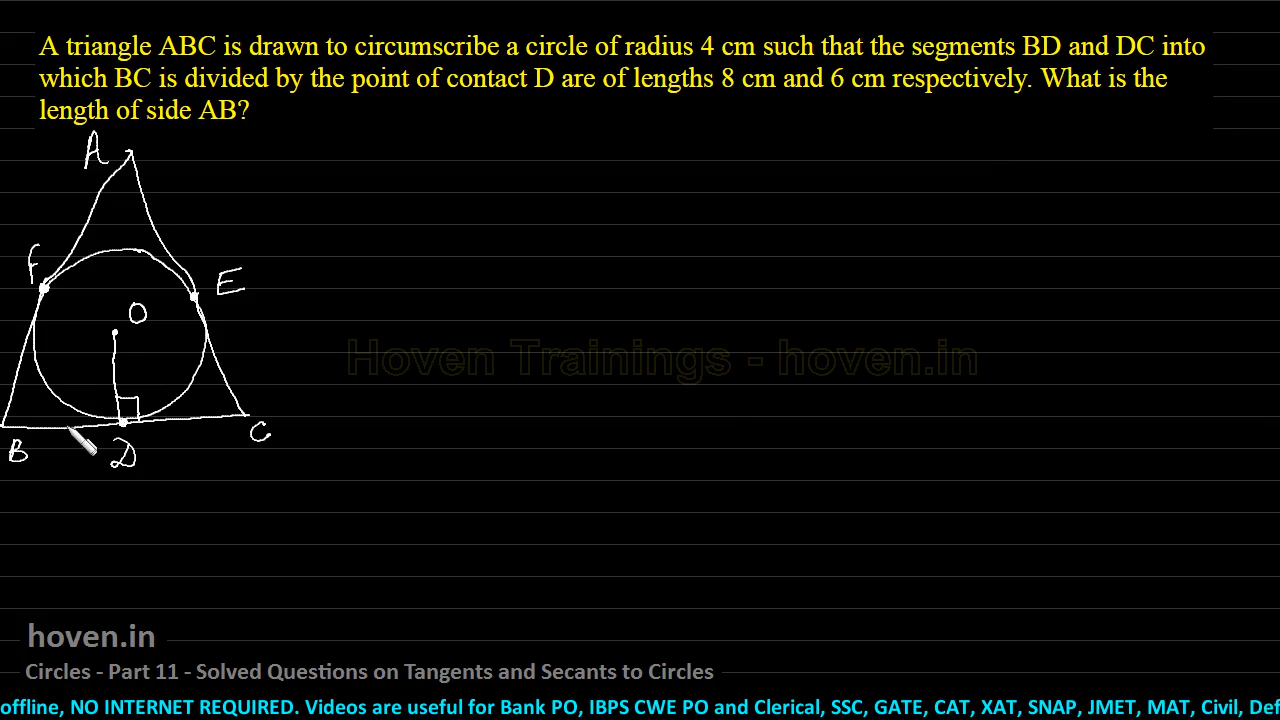 A triangle ABC is drawn to circumscribe a circle of radius 4 cm such that the segments BD and DC into
which BC is divided by the point of contact D are of lengths 8 cm and 6 cm respectively. What is the
length of side AB?
A
F
E
O
B
D
C
Hoven Trainings - hoven.in
hoven.in
Circles - Part 11 - Solved Questions on Tangents and Secants to Circles
offline, NO INTERNET REQUIRED. Videos are useful for Bank PO, IBPS CWE PO and Clerical, SSC, GATE, CAT, XAT, SNAP, JMET, MAT, Civil, Def